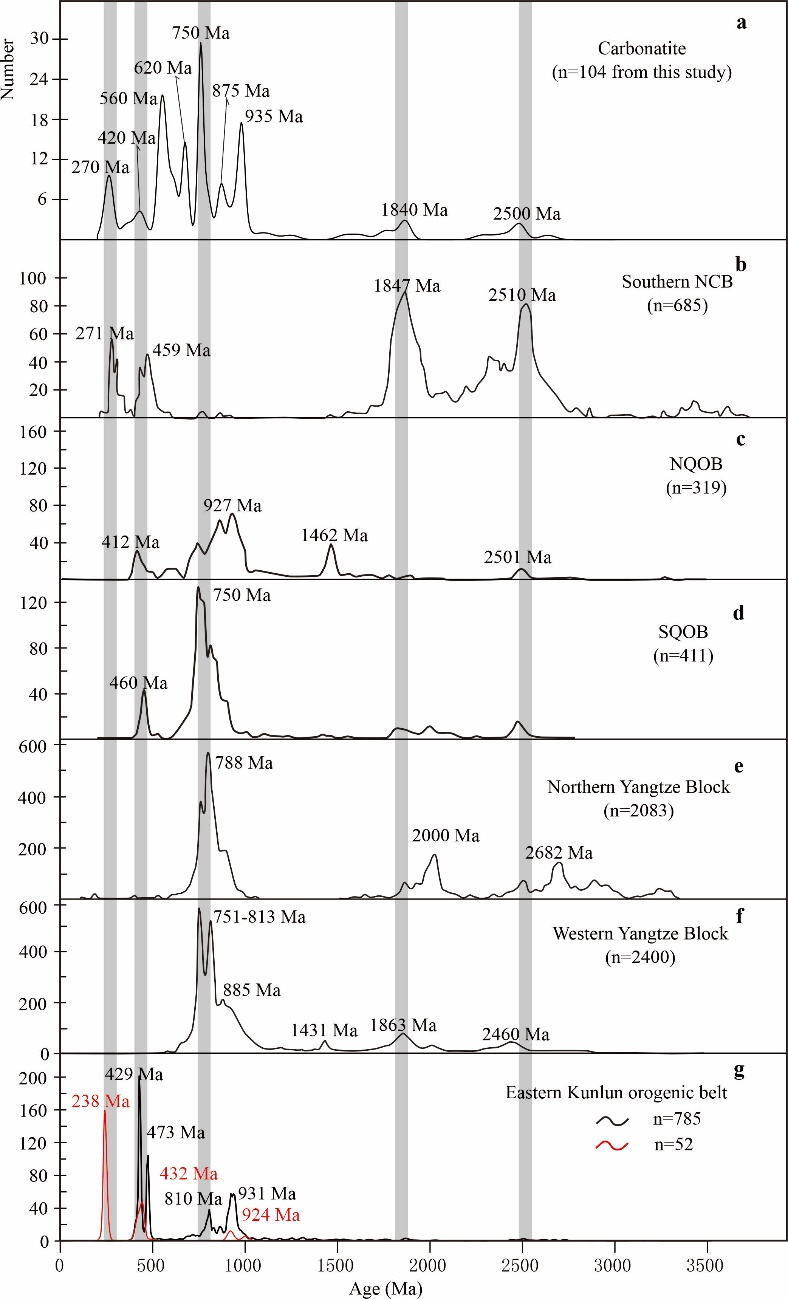 Number
a
Carbonatite
(n=104 from this study)
30
24
18
12
6
750 Ma
620 Ma
875 Ma
560 Ma
935 Ma
420 Ma
270 Ma
1840 Ma
2500 Ma
b
Southern NCB
(n=685)
100
80
60
40
20
271 Ma
459 Ma
1847 Ma
2510 Ma
c
NQOB
(n=319)
160
120
80
40
412 Ma
927 Ma
1462 Ma
2501 Ma
d
SQOB
(n=411)
120
80
40
460 Ma
750 Ma
e
Northern Yangtze Block
(n=2083)
600
400
200
788 Ma
2000 Ma
2682 Ma
f
Western Yangtze Block
(n=2400)
600
400
200
0
751-813 Ma
885 Ma
1431 Ma
1863 Ma
2460 Ma
g
Eastern Kunlun orogenic belt
n=785
n=52
200
160
120
80
40
0
429 Ma
238 Ma
473 Ma
432 Ma
810 Ma
931 Ma
924 Ma
0
500
1000
1500
2000
2500
3000
3500
Age (Ma)